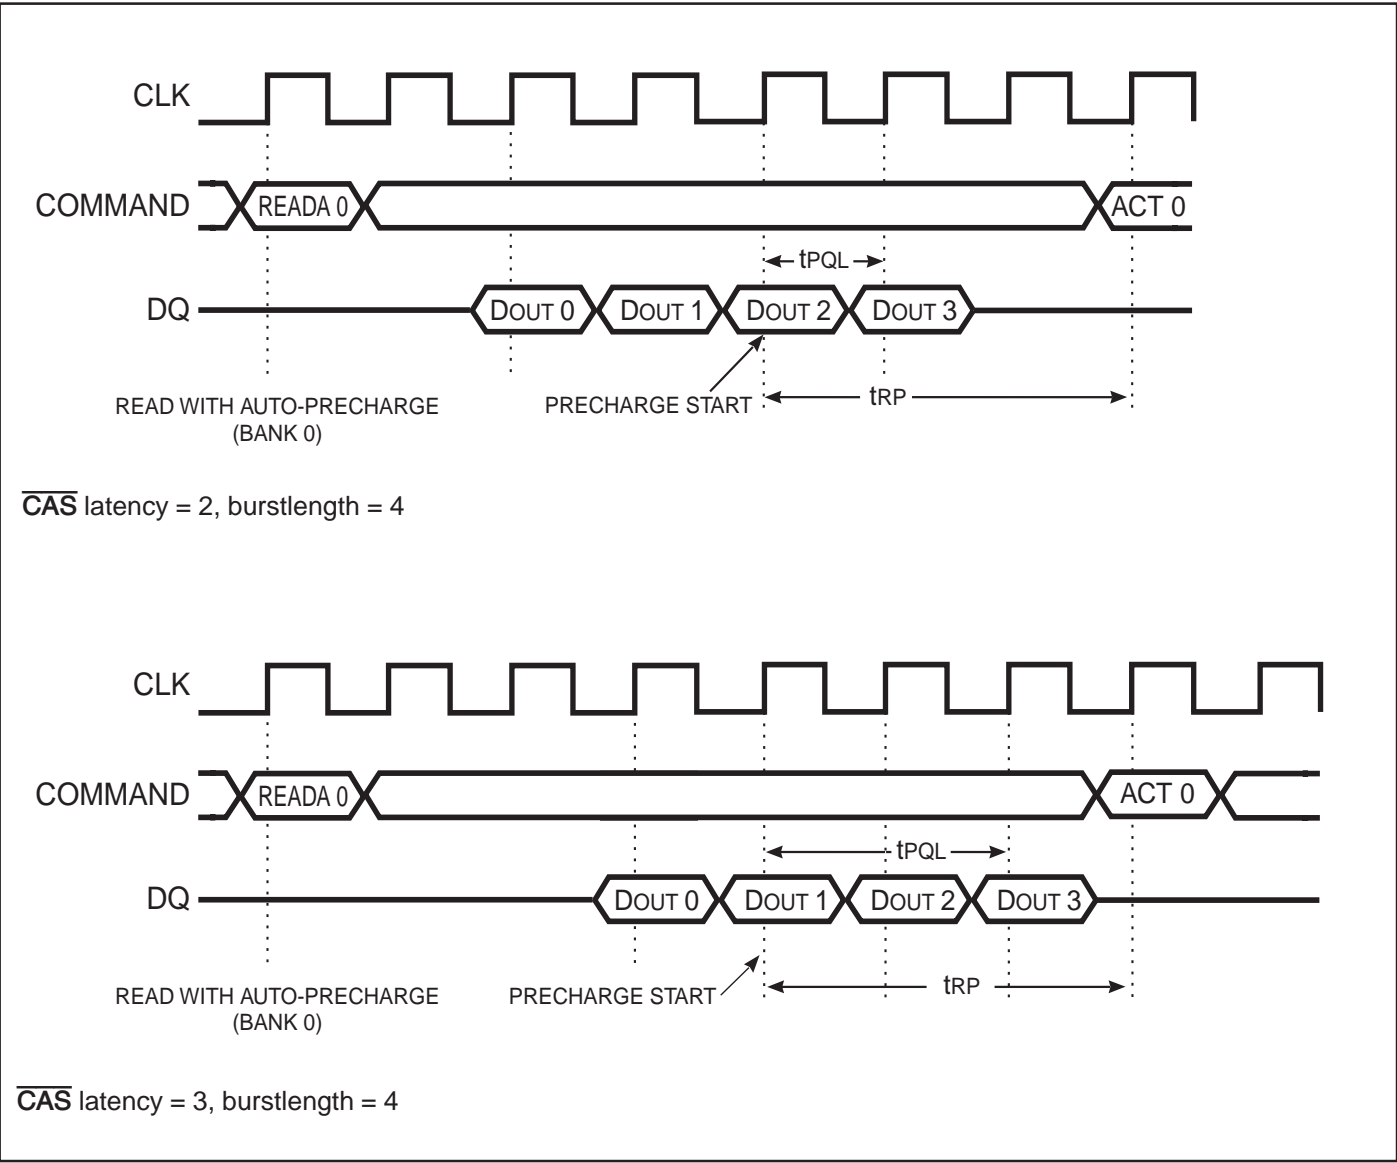 CLK
COMMAND
READA 0
ACT 0
tPQL
DQ
DOUT 0
DOUT 1
DOUT 2
DOUT 3
READ WITH AUTO-PRECHARGE
(BANK 0)
PRECHARGE START
tRP
CAS latency = 2, burstlength = 4
CLK
COMMAND
READA 0
ACT 0
tPQL
DQ
DOUT 0
DOUT 1
DOUT 2
DOUT 3
READ WITH AUTO-PRECHARGE
(BANK 0)
PRECHARGE START
tRP
CAS latency = 3, burstlength = 4